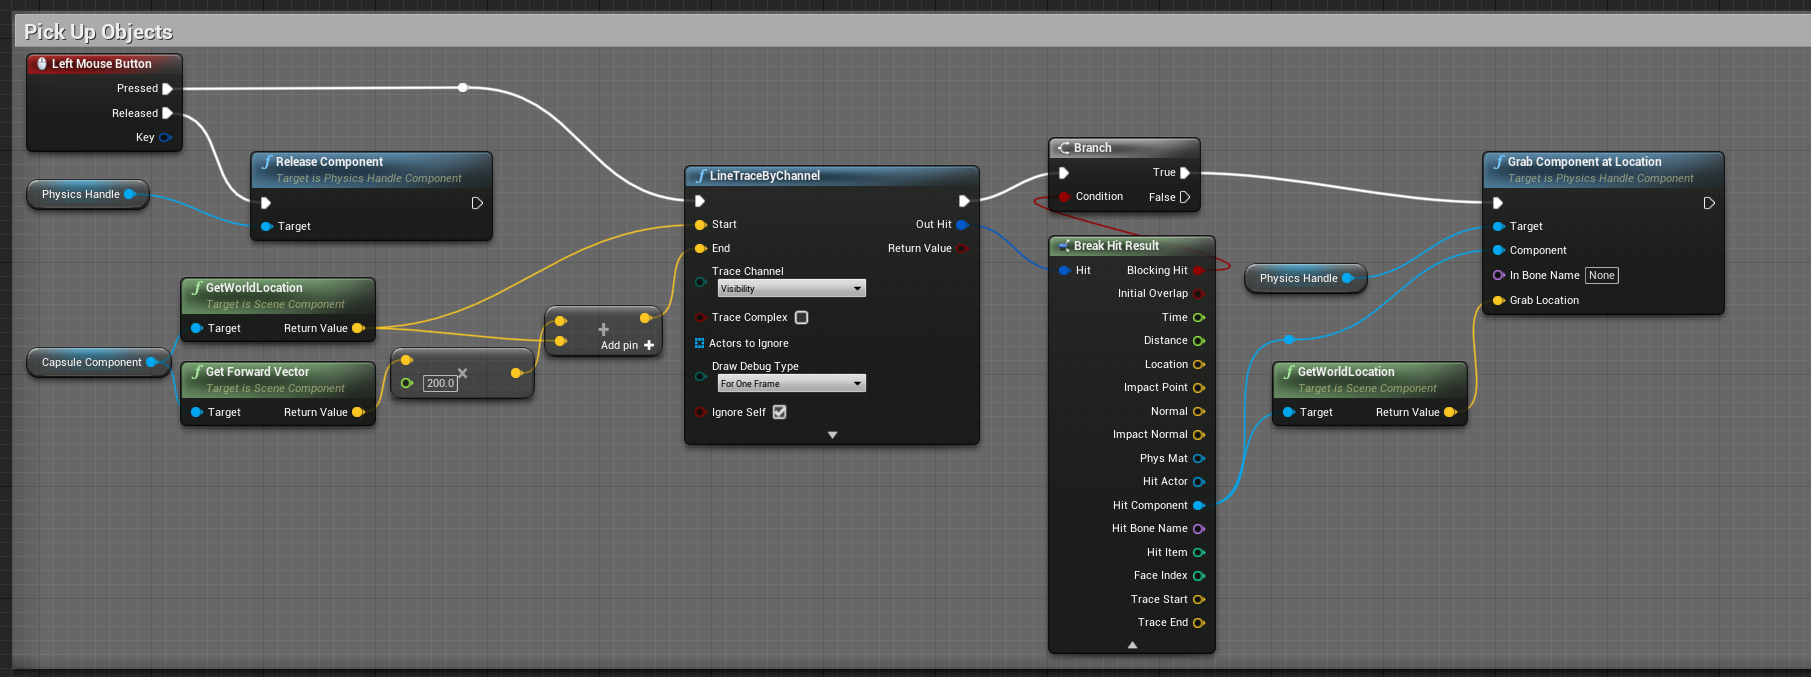 Pick Up Objects
Left Mouse Button
Pressed
Released
Key
Physics Handle
Release Component
Target is Physics Handle Component
Target
GetWorldLocation
Target is Scene Component
Target Return Value
Capsule Component
Get Forward Vector
Target is Scene Component
Target Return Value
200.0
×
+
Add pin +
LineTraceByChannel
Start Out Hit
End Return Value
Trace Channel
Visibility
Trace Complex
Actors to Ignore
Draw Debug Type
For One Frame
Ignore Self
Branch
True
Condition False
Break Hit Result
Hit Blocking Hit
Initial Overlap
Time
Distance
Location
Impact Point
Normal
Impact Normal
Phys Mat
Hit Actor
Hit Component
Hit Bone Name
Hit Item
Face Index
Trace Start
Trace End
Physics Handle
GetWorldLocation
Target is Scene Component
Target Return Value
Grab Component at Location
Target is Physics Handle Component
Target
Component
In Bone Name None
Grab Location